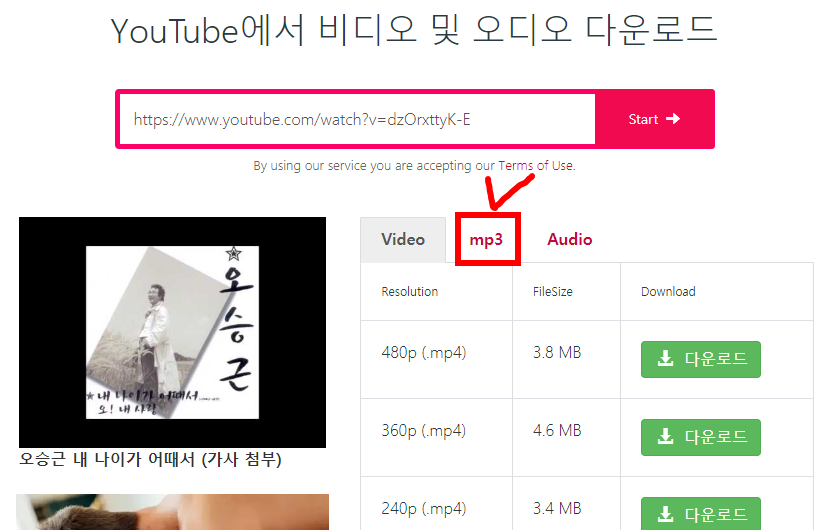 YouTube에서 비디오 및 오디오 다운로드
https://www.youtube.com/watch?v=dzOrxttyK-E
Start
By using our service you are accepting our Terms of Use.
오승근
내 나이가 어때서
오! 내 사랑
오승근 내 나이가 어때서 (가사 첨부)
Video mp3 Audio
Resolution FileSize Download
480p (.mp4) 3.8 MB 다운로드
360p (.mp4) 4.6 MB 다운로드
240p (.mp4) 3.4 MB 다운로드